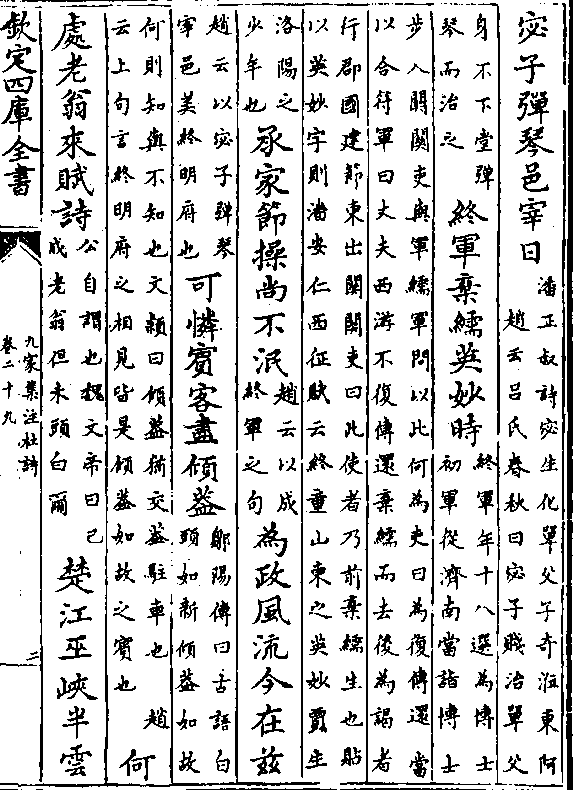 宓子彈琴邑宰日
潘正叔詩宓生化單父子奇涖東阿
趙云吕氏春秋曰宓子賤治單父
身不下堂彈
琴而治之
終軍棄繻英妙時
終軍年十八選為博士
初軍從濟南當詣博士
步入關關吏與軍繻軍問以此何為吏曰為復傳還當
以合符軍曰丈夫西游不復傳還棄繻而去後為謁者
行郡國建節東出關關吏曰此使者乃前棄繻生也貼
以英妙字則潘安仁西征賦云終童山東之英妙賈生
洛陽之
少年也
承家節操尚不泯
趙云以成
終軍之句
為政風流今在兹
趙云以宓子彈琴
宰邑美終明府也
可憐賓客盡傾蓋
鄒陽傳曰古語白
頭如新傾蓋如故
何則知與不知也文穎曰傾蓋猶交蓋駐車也 趙
云上句言終明府之相見皆是傾蓋如故之賓也
何
處老翁來賦詩
公自謂也魏文帝曰已
成老翁但未頭白爾
楚江巫峽半雲
欽定四庫全書
九家集注杜詩
卷二十九
二